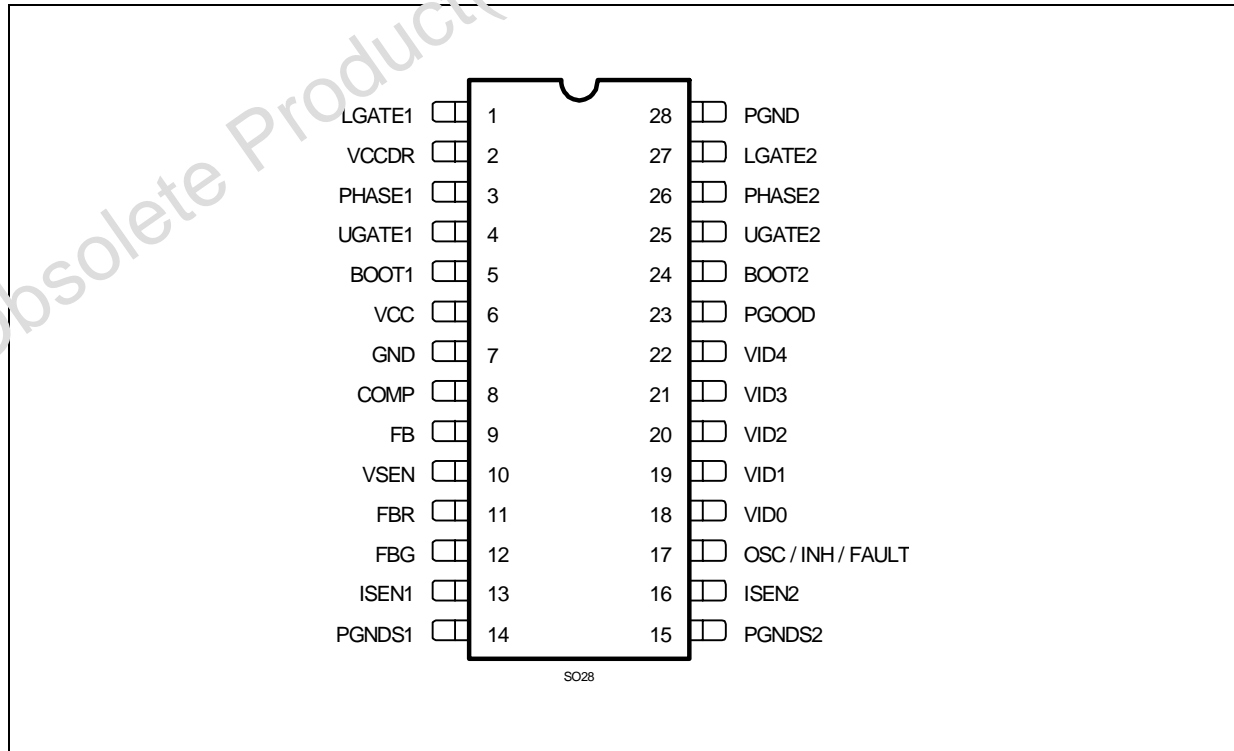 Obsolete Product(
LGATE1 1 28 PGND
VCCDR 2 27 LGATE2
PHASE1 3 26 PHASE2
UGATE1 4 25 UGATE2
BOOT1 5 24 BOOT2
VCC 6 23 PGOOD
GND 7 22 VID4
COMP 8 21 VID3
FB 9 20 VID2
VSEN 10 19 VID1
FBR 11 18 VID0
FBG 12 17 OSC / INH / FAULT
ISEN1 13 16 ISEN2
PGNDS1 14 15 PGNDS2
SO28